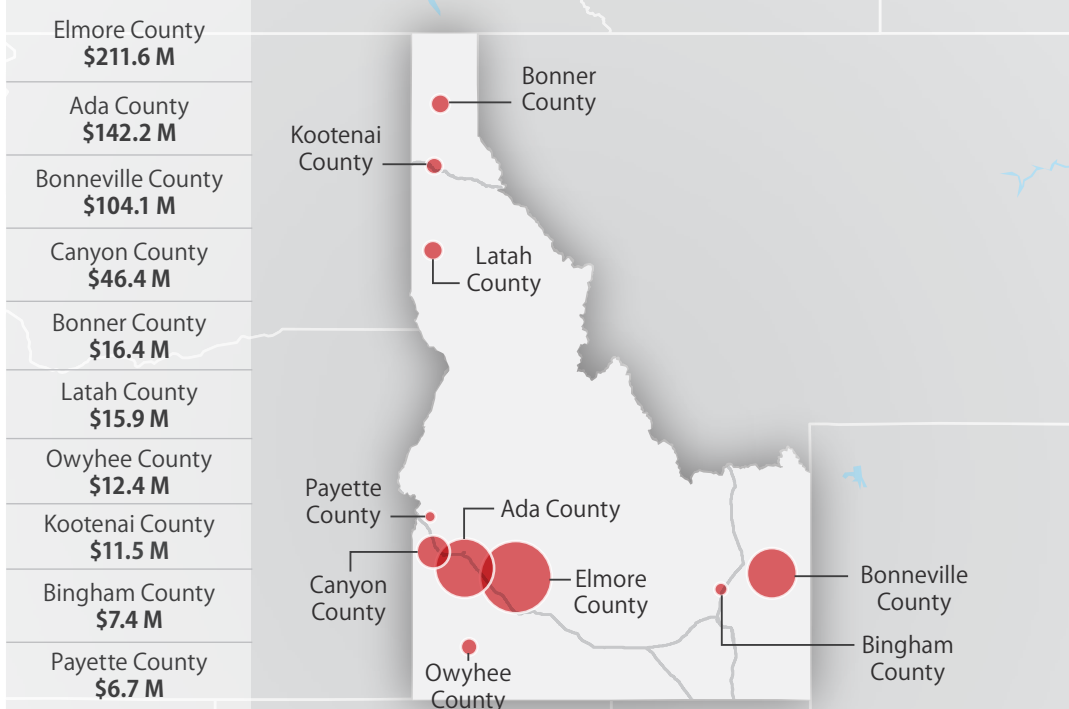 Elmore County
$211.6 M
Ada County
$142.2 M
Bonneville County
$104.1 M
Canyon County
$46.4 M
Bonner County
$16.4 M
Latah County
$15.9 M
Owyhee County
$12.4 M
Kootenai County
$11.5 M
Bingham County
$7.4 M
Payette County
$6.7 M
Bonner
County
Kootenai
County
Latah
County
Payette
County
Ada County
Canyon
County
Elmore
County
Bonneville
County
Bingham
County
Owyhee
County